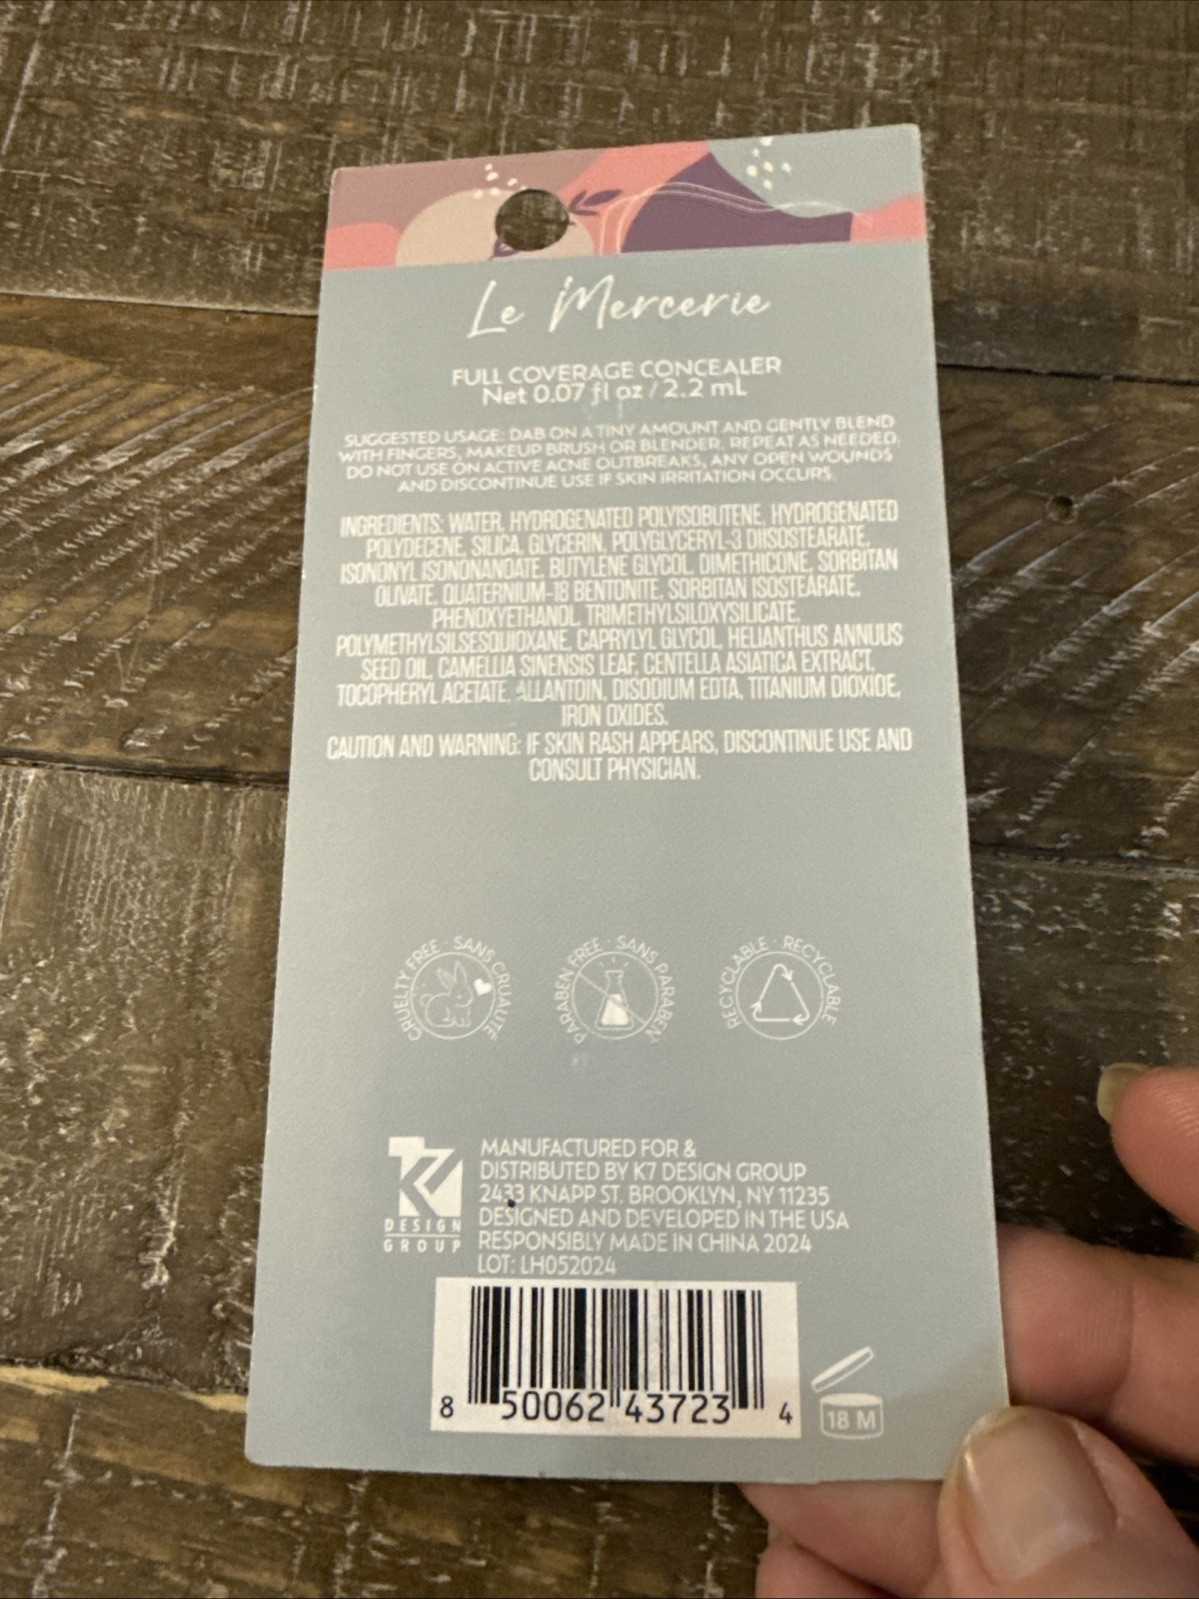 Le Mercerie
FULL COVERAGE CONCEALER
Net 0.07 fl oz / 2.2 mL
SUGGESTED USAGE: DAB ON A TINY AMOUNT AND GENTLY BLEND
WITH FINGERS, MAKEUP BRUSH OR BLENDER, REPEAT AS NEEDED.
DO NOT USE ON ACTIVE ACNE OUTBREAKS, ANY OPEN WOUNDS
AND DISCONTINUE USE IF SKIN IRRITATION OCCURS.
INGREDIENTS: WATER, HYDROGENATED POLYISOBUTENE, HYDROGENATED
POLYDECENE, SILICA, GLYCERIN, POLYGLYCERYL-3 DIISOSTEARATE,
ISONONYL ISONONANOATE, BUTYLENE GLYCOL, DIMETHICONE, SORBITAN
OLIVATE, QUATERNIUM-18 BENTONITE, SORBITAN ISOSTEARATE,
PHENOXYETHANOL, TRIMETHYLSILOXYSILICATE,
POLYMETHYLSILSESQUIOXANE, CAPRYLYL GLYCOL, HELIANTHUS ANNUUS
SEED OIL, CAMELLIA SINENSIS LEAF, CENTELLA ASIATICA EXTRACT,
TOCOPHERYL ACETATE, ALLANTOIN, DISODIUM EDTA, TITANIUM DIOXIDE,
IRON OXIDES.
CAUTION AND WARNING: IF SKIN RASH APPEARS, DISCONTINUE USE AND
CONSULT PHYSICIAN.
CRUELTY FREE · SANS CRUAUTE
PARABEN FREE · SANS PARABEN
RECYCLABLE · RECYCLABLE
K7
DESIGN
GROUP
MANUFACTURED FOR &
DISTRIBUTED BY K7 DESIGN GROUP
2433 KNAPP ST. BROOKLYN, NY 11235
DESIGNED AND DEVELOPED IN THE USA
RESPONSIBLY MADE IN CHINA 2024
LOT: LH052024
8 50062 43723 4
18 M